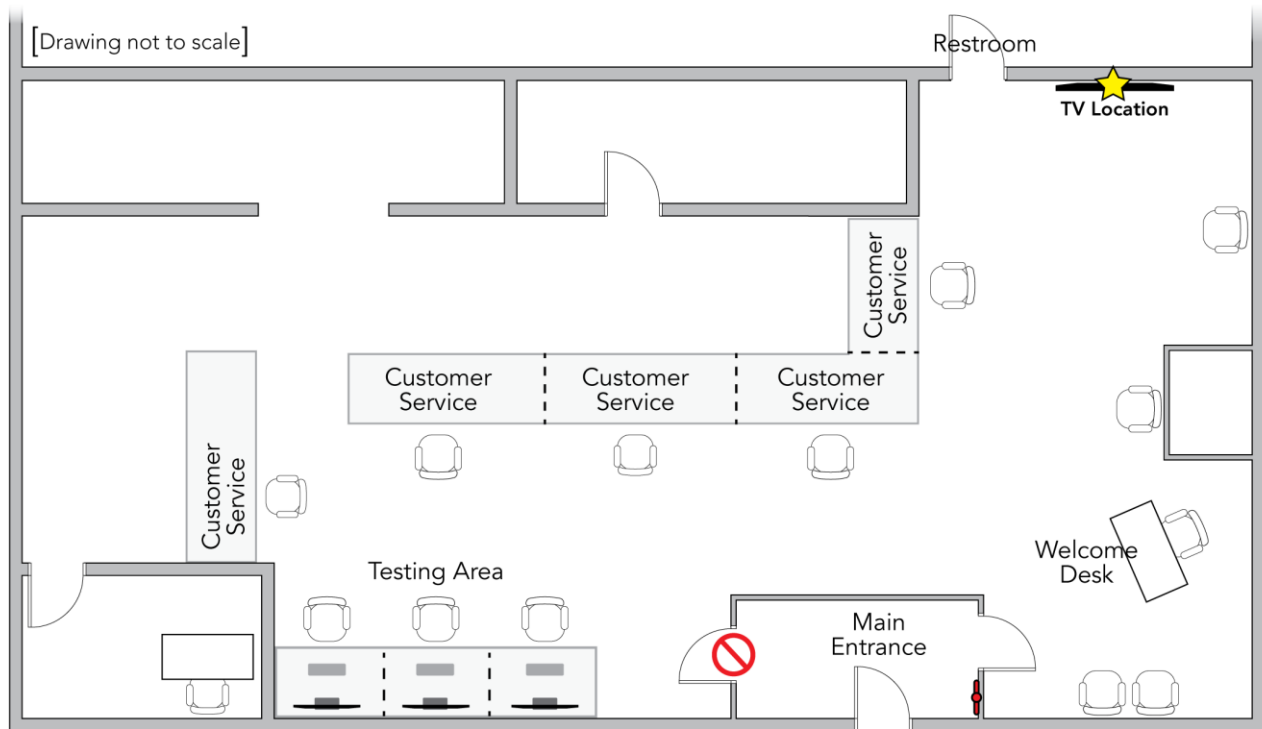 [Drawing not to scale]
Restroom
TV Location
Customer
Service
Customer
Service
Customer
Service
Customer
Service
Customer
Service
Testing Area
Welcome
Desk
Main
Entrance